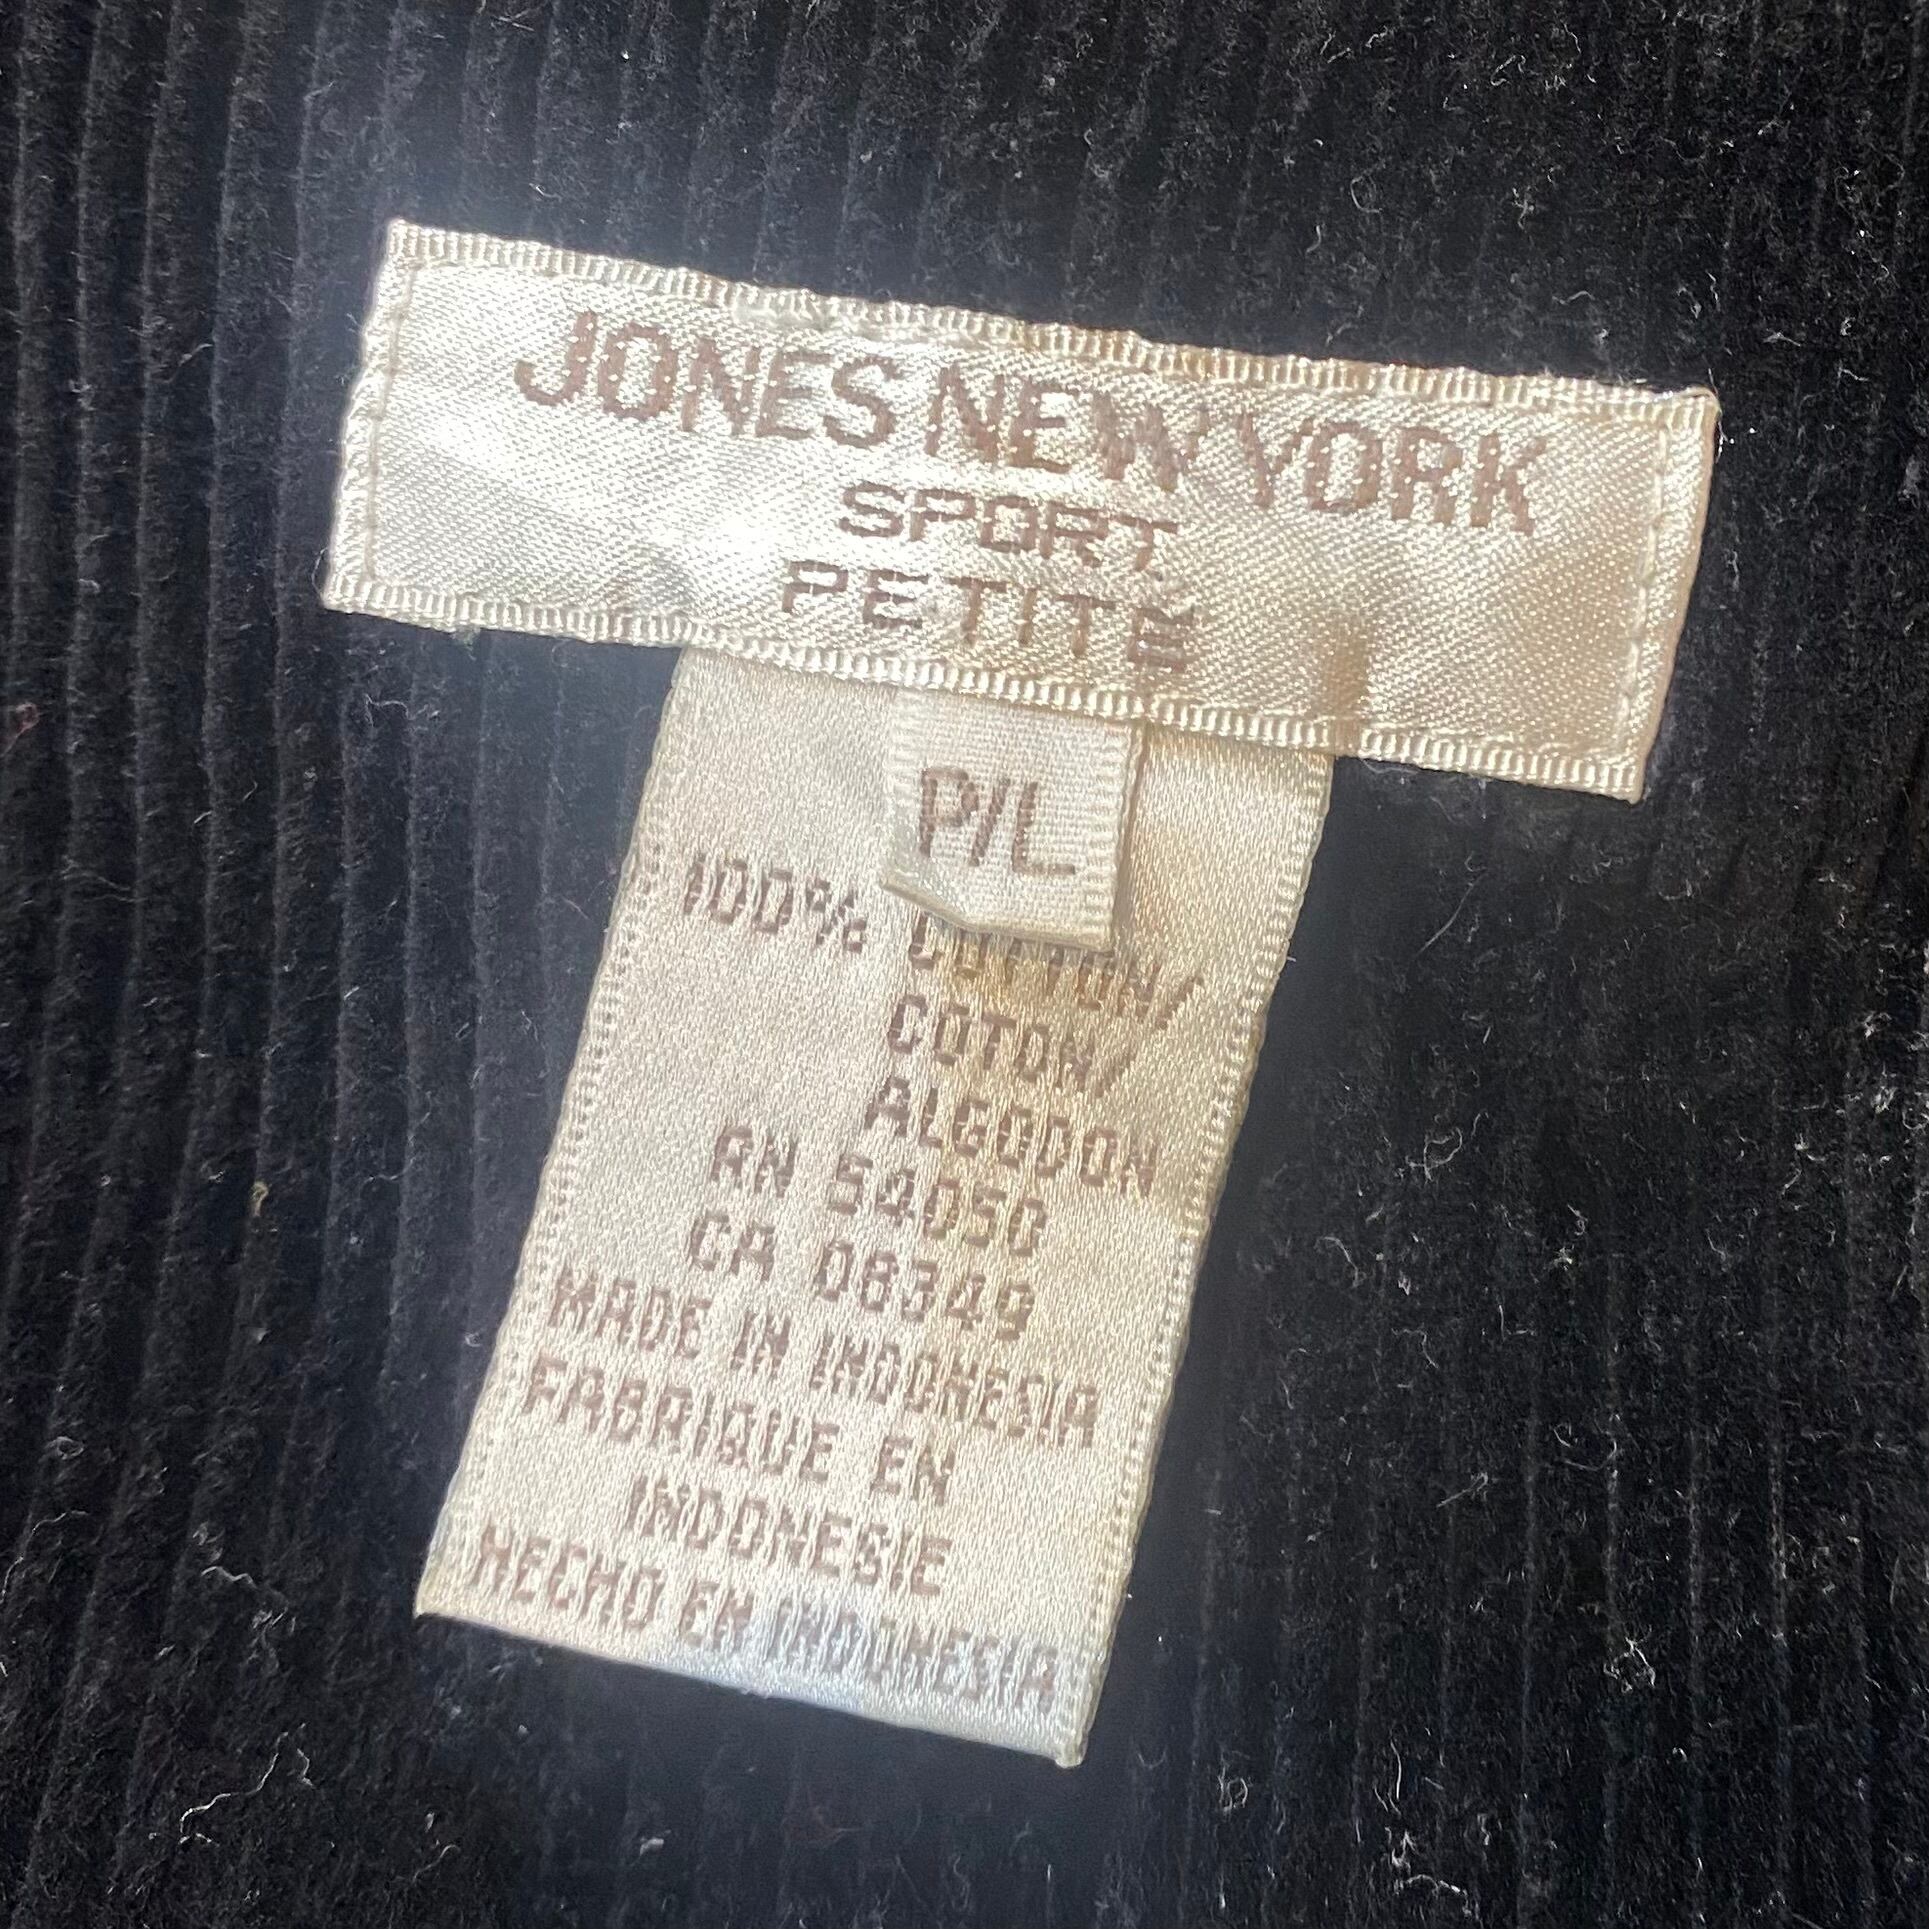 JONES NEW YORK
SPORT
PETITE
P/L
100% COTTON/
COTON/
ALGODON
RN 54050
CA 08349
MADE IN INDONESIA
FABRIQUE EN
INDONESIE
HECHO EN INDONESIA